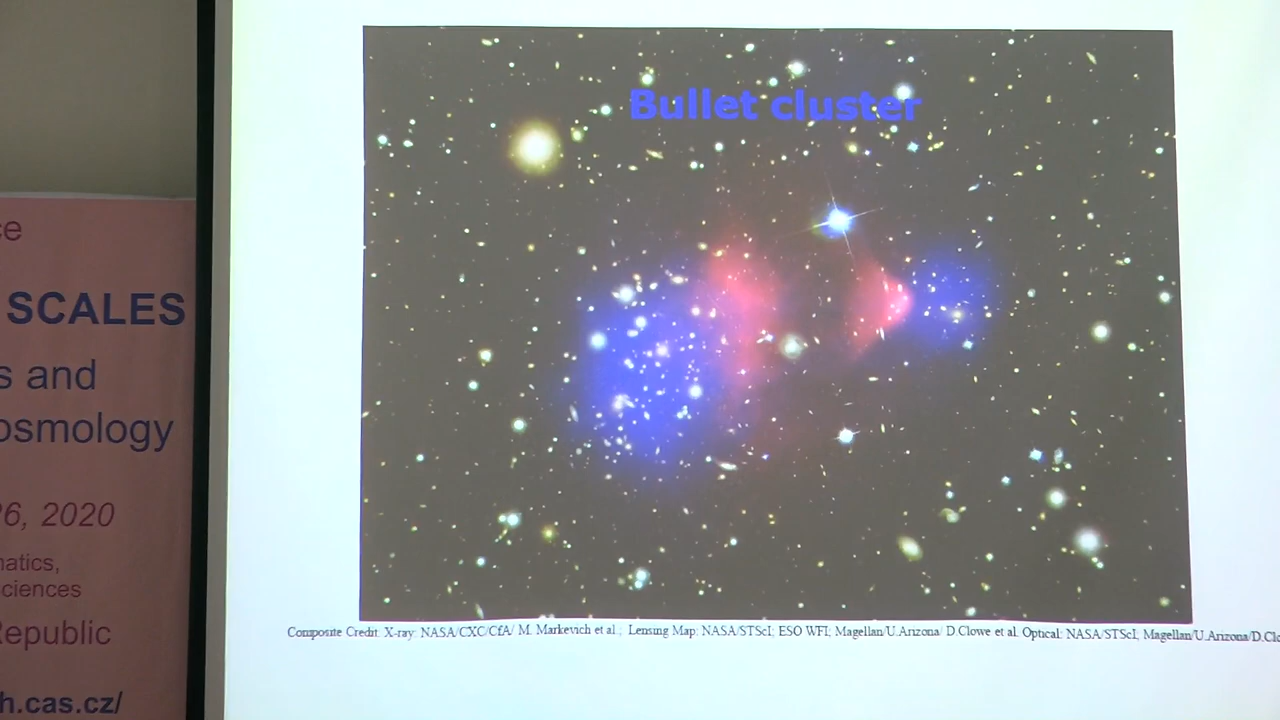 ce
SCALES
s and
osmology
26, 2020
natics,
ciences
Republic
h.cas.cz/
Bullet cluster
Composite Credit: X-ray: NASA/CXC/CfA/ M. Markevich et al.; Lensing Map: NASA/STScI; ESO WFI; Magellan/U.Arizona/ D.Clowe et al. Optical: NASA/STScI; Magellan/U.Arizona/D.Clo